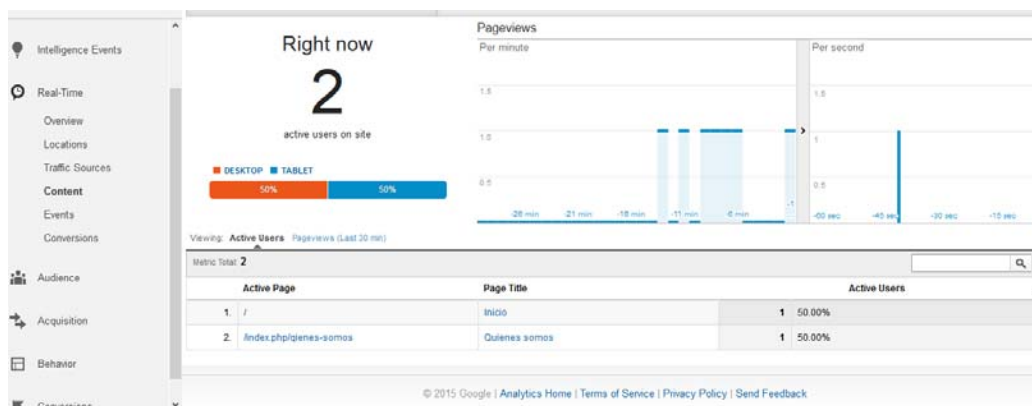 Intelligence Events
Real-Time
Overview
Locations
Traffic Sources
Content
Events
Conversions
Audience
Acquisition
Behavior
Conversions
Right now
2
active users on site
DESKTOP TABLET
50% 50%
Pageviews
Per minute
1.5
1.0
0.5
-26 min -21 min -16 min -11 min -6 min -1
Per second
1.5
1
0.5
-60 sec -45 sec -30 sec -15 sec
Viewing: Active Users Pageviews (Last 30 min)
Metric Total: 2
Active Page Page Title Active Users
1. / Inicio 1 50.00%
2. /index.php/qienes-somos Quienes somos 1 50.00%
© 2015 Google | Analytics Home | Terms of Service | Privacy Policy | Send Feedback